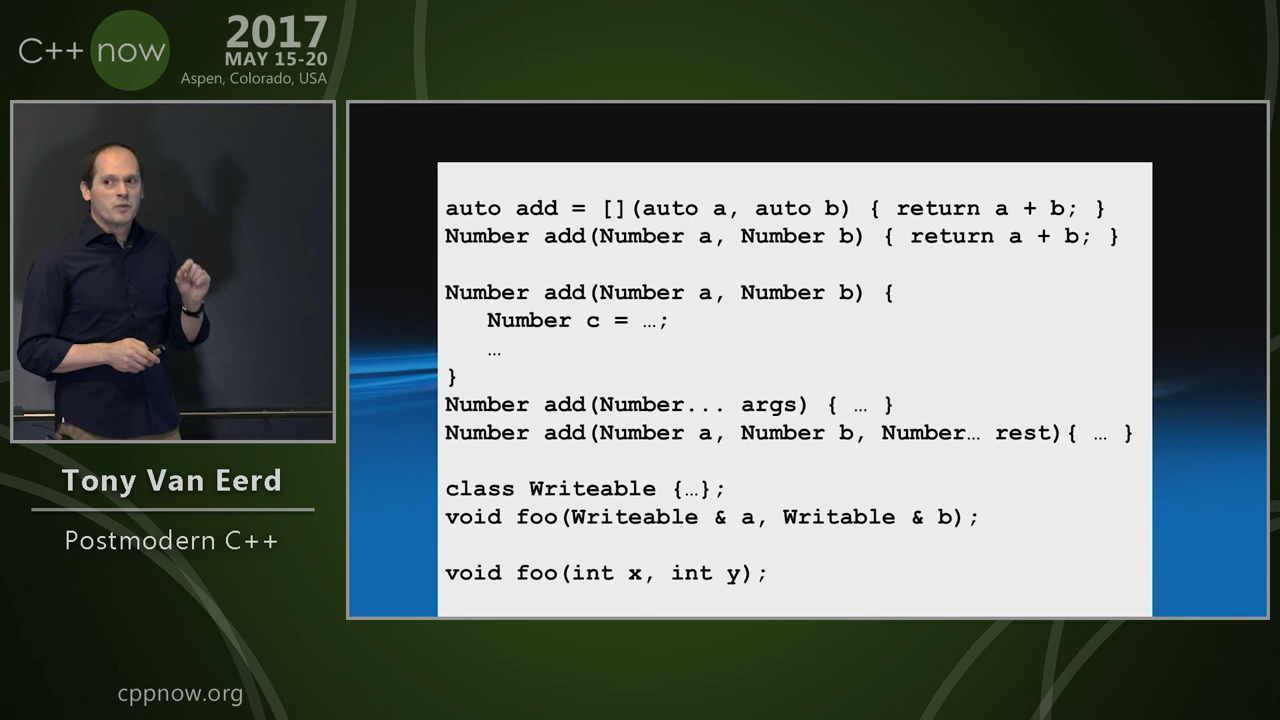 C++ now
2017
MAY 15-20
Aspen, Colorado, USA
auto add = [](auto a, auto b) { return a + b; }
Number add(Number a, Number b) { return a + b; }
Number add(Number a, Number b) {
Number c = …;
…
}
Number add(Number... args) { … }
Number add(Number a, Number b, Number… rest){ … }
class Writeable {…};
void foo(Writeable & a, Writable & b);
void foo(int x, int y);
Tony Van Eerd
Postmodern C++
cppnow.org